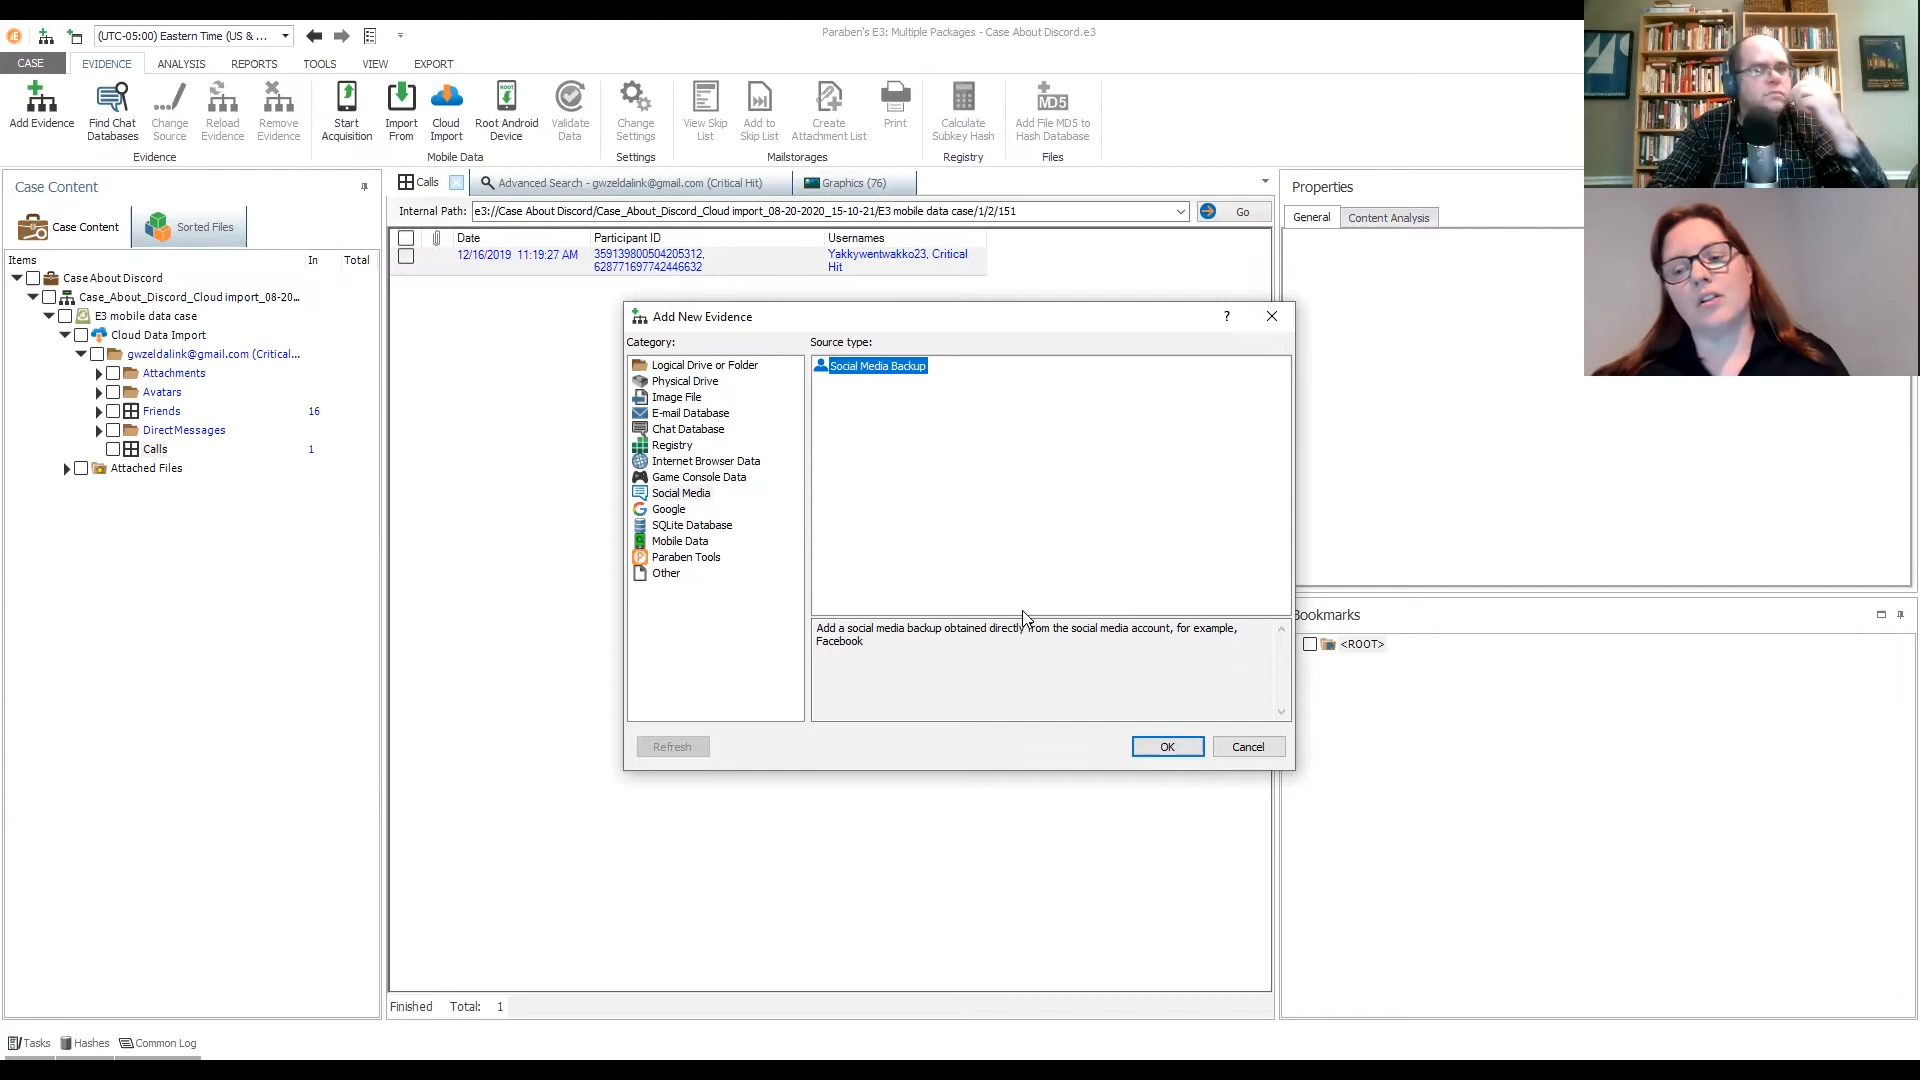 (UTC-05:00) Eastern Time (US & ...
Paraben's E3: Multiple Packages - Case About Discord.e3
CASE EVIDENCE ANALYSIS REPORTS TOOLS VIEW EXPORT
Add Evidence
Find Chat Databases
Change Source
Reload Evidence
Remove Evidence
Evidence
Start Acquisition
Import From
Cloud Import
Root Android Device
Validate Data
Mobile Data
Change Settings
Settings
View Skip List
Add to Skip List
Create Attachment List
Print
Mailstorages
Calculate Subkey Hash
Registry
MD5
Add File MD5 to Hash Database
Files
Case Content
Case Content Sorted Files
Items In Total
Case About Discord
Case_About_Discord_Cloud import_08-20...
E3 mobile data case
Cloud Data Import
gwzeldalink@gmail.com (Critical...
Attachments
Avatars
Friends 16
DirectMessages
Calls 1
Attached Files
Calls Advanced Search - gwzeldalink@gmail.com (Critical Hit) Graphics (76)
Internal Path: e3://Case About Discord/Case_About_Discord_Cloud import_08-20-2020_15-10-21/E3 mobile data case/1/2/151 Go
Date Participant ID Usernames
12/16/2019 11:19:27 AM 359139800504205312, Yakkywentwakko23, Critical
628771697742446632 Hit
Add New Evidence ?
Category: Source type:
Logical Drive or Folder
Physical Drive
Image File
E-mail Database
Chat Database
Registry
Internet Browser Data
Game Console Data
Social Media
Google
SQLite Database
Mobile Data
Paraben Tools
Other
Social Media Backup
Add a social media backup obtained directly from the social media account, for example,
Facebook
Refresh OK Cancel
Finished Total: 1
Properties
General Content Analysis
Bookmarks
<ROOT>
Tasks Hashes Common Log